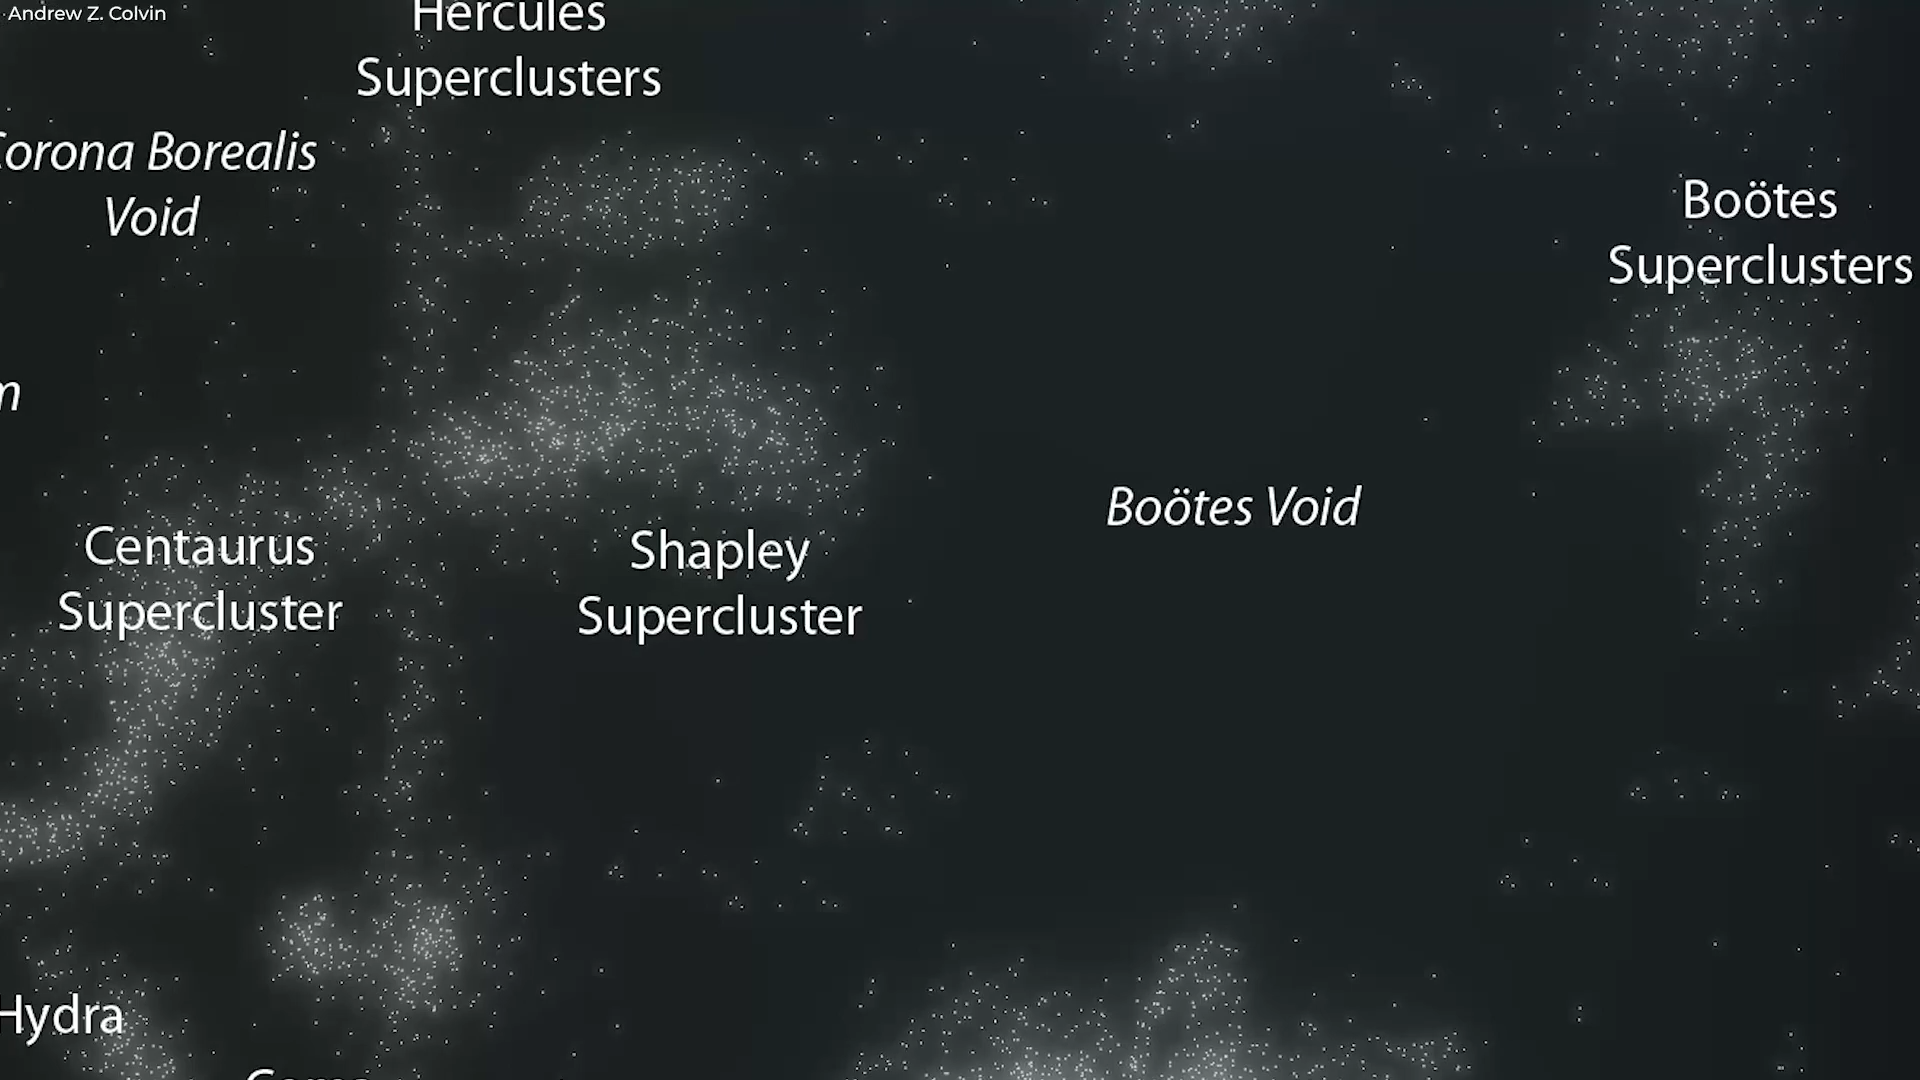 Andrew Z. Colvin
Hercules
Superclusters
Corona Borealis
Void
Boötes
Superclusters
Boötes Void
Centaurus
Supercluster
Shapley
Supercluster
Hydra